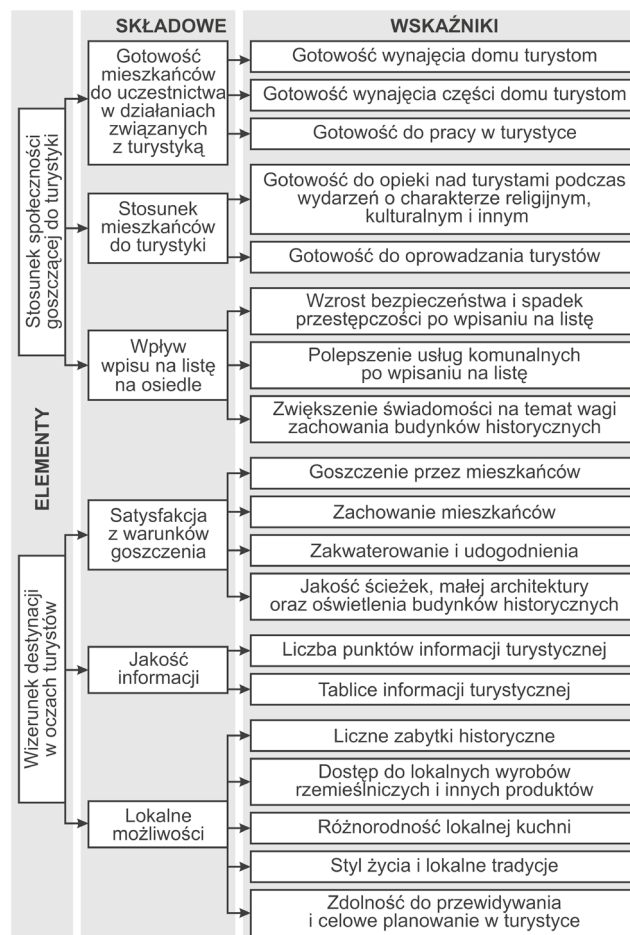 SKŁADOWE
WSKAŹNIKI
ELEMENTY
Stosunek społeczności
goszczącej do turystyki
Gotowość
mieszkańców
do uczestnictwa
w działaniach
związanych
z turystyką
Gotowość wynajęcia domu turystom
Gotowość wynajęcia części domu turystom
Gotowość do pracy w turystyce
Stosunek
mieszkańców
do turystyki
Gotowość do opieki nad turystami podczas
wydarzeń o charakterze religijnym,
kulturalnym i innym
Gotowość do oprowadzania turystów
Wpływ
wpisu na listę
na osiedle
Wzrost bezpieczeństwa i spadek
przestępczości po wpisaniu na listę
Polepszenie usług komunalnych
po wpisaniu na listę
Zwiększenie świadomości na temat wagi
zachowania budynków historycznych
Wizerunek destynacji
w oczach turystów
Satysfakcja
z warunków
goszczenia
Goszczenie przez mieszkańców
Zachowanie mieszkańców
Zakwaterowanie i udogodnienia
Jakość ścieżek, małej architektury
oraz oświetlenia budynków historycznych
Jakość
informacji
Liczba punktów informacji turystycznej
Tablice informacji turystycznej
Lokalne
możliwości
Liczne zabytki historyczne
Dostęp do lokalnych wyrobów
rzemieślniczych i innych produktów
Różnorodność lokalnej kuchni
Styl życia i lokalne tradycje
Zdolność do przewidywania
i celowe planowanie w turystyce